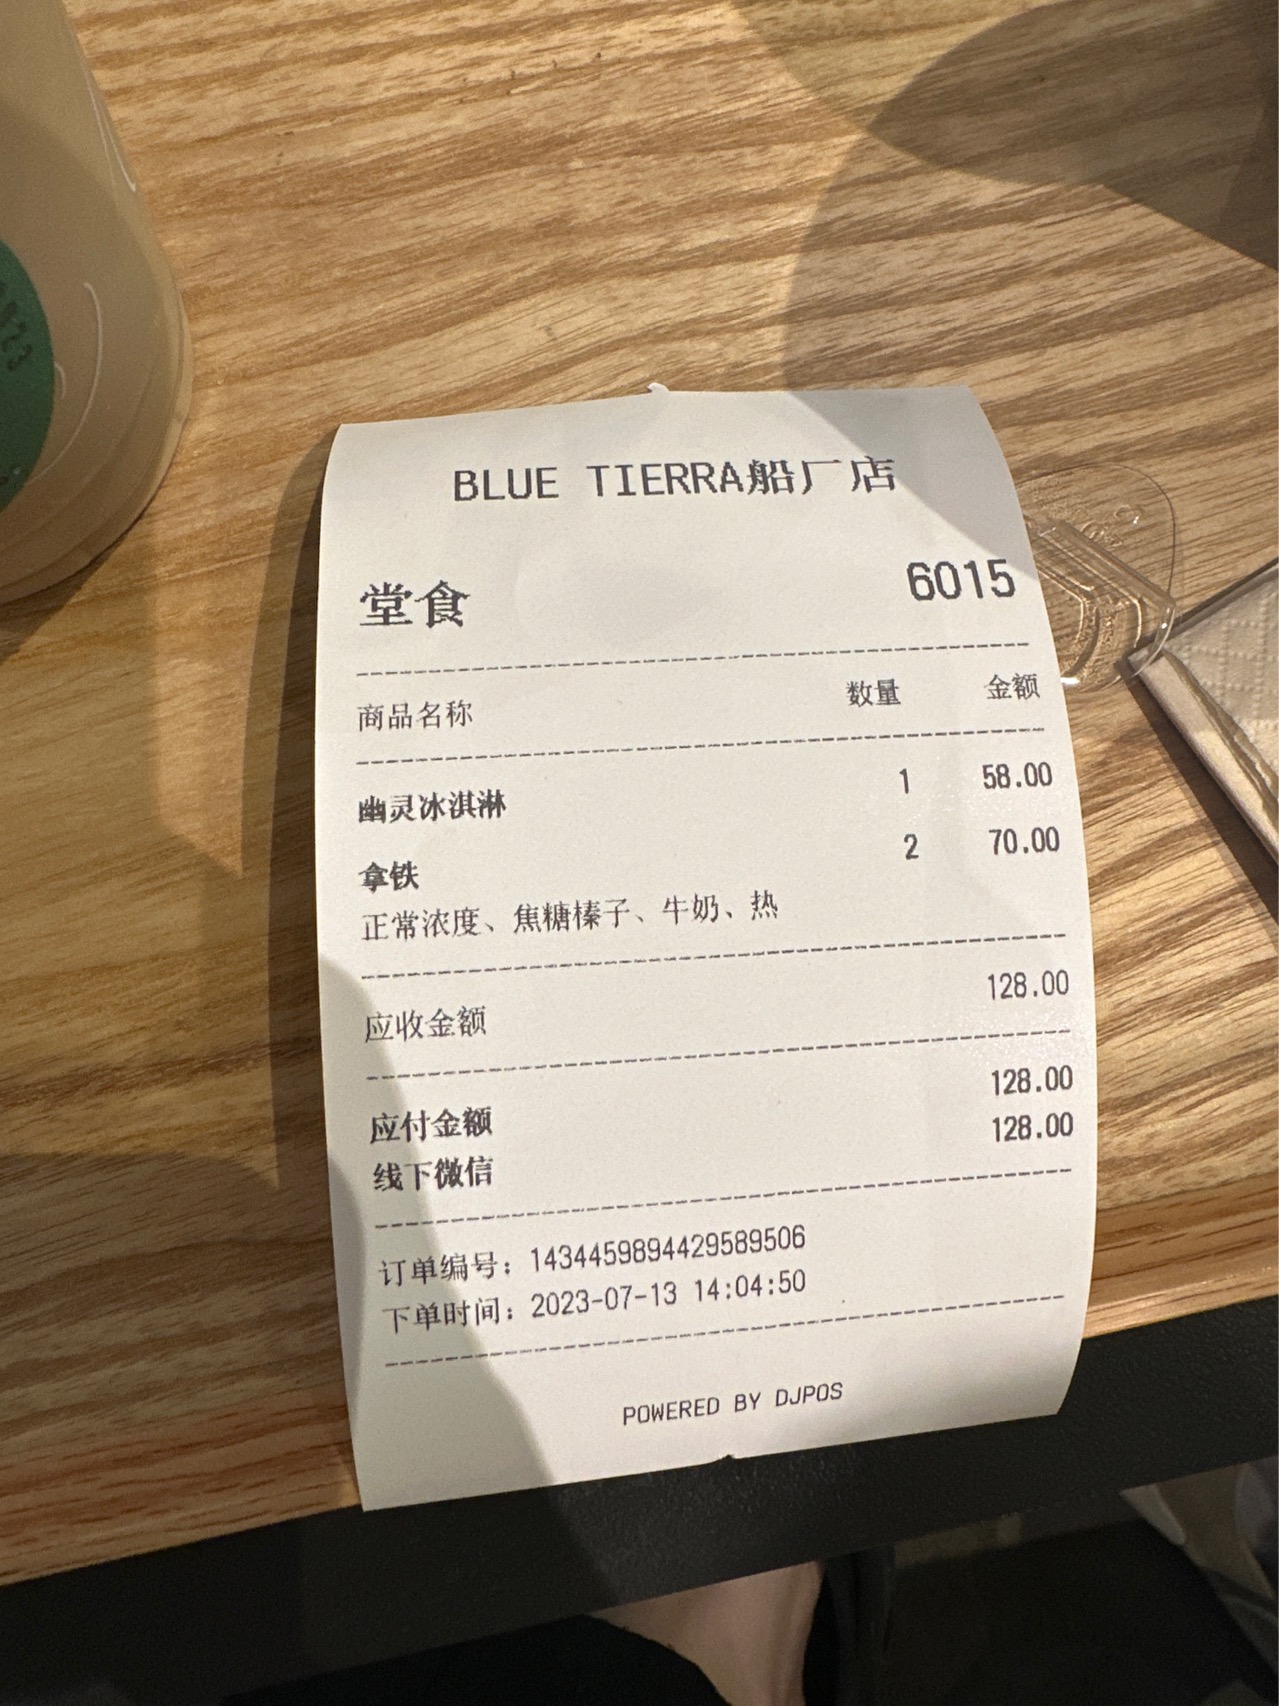 BLUE TIERRA船厂店
堂食 6015
商品名称 数量 金额
幽灵冰淇淋 1 58.00
拿铁 2 70.00
正常浓度、焦糖榛子、牛奶、热
应收金额 128.00
应付金额 128.00
线下微信 128.00
订单编号：1434459894429589506
下单时间：2023-07-13 14:04:50
POWERED BY DJPOS